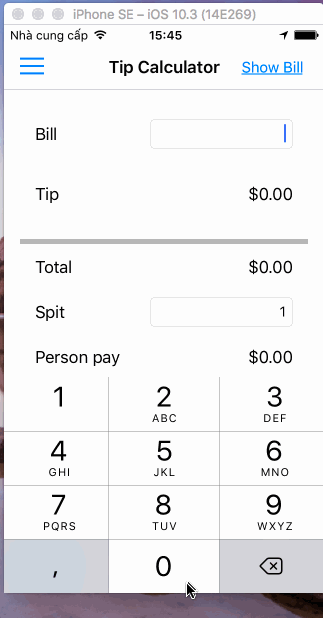 iPhone SE – iOS 10.3 (14E269)
Nhà cung cấp 15:45
Tip Calculator Show Bill
Bill
Tip $0.00
Total $0.00
Spit 1
Person pay $0.00
1 2 3
ABC DEF
4 5 6
GHI JKL MNO
7 8 9
PQRS TUV WXYZ
, 0